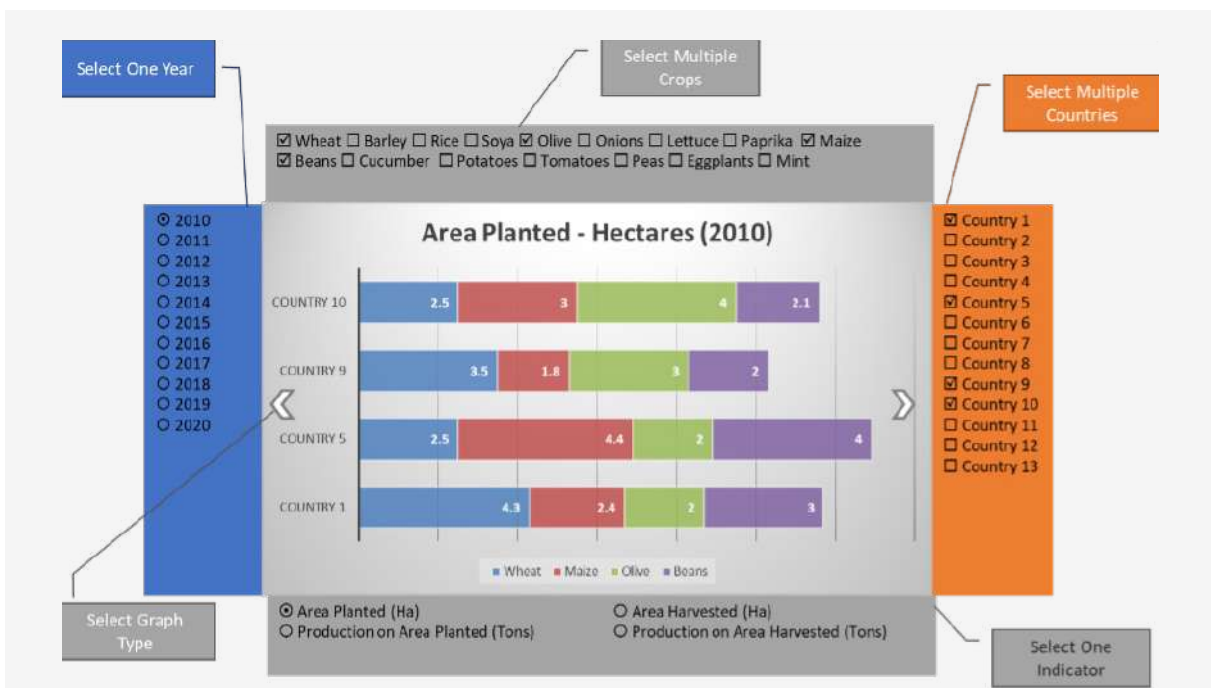 Select One Year
Select Multiple
Crops
Select Multiple
Countries
☑ Wheat ☐ Barley ☐ Rice ☐ Soya ☑ Olive ☐ Onions ☐ Lettuce ☐ Paprika ☑ Maize
☑ Beans ☐ Cucumber ☐ Potatoes ☐ Tomatoes ☐ Peas ☐ Eggplants ☐ Mint
2010
2011
2012
2013
2014
2015
2016
2017
2018
2019
2020
Area Planted - Hectares (2010)
COUNTRY 10 2.5 3 4 2.1
COUNTRY 9 3.5 1.8 3 2
COUNTRY 5 2.5 4.4 2 4
COUNTRY 1 4.3 2.4 2 3
Wheat Maize Olive Beans
☑ Country 1
☐ Country 2
☐ Country 3
☐ Country 4
☑ Country 5
☐ Country 6
☐ Country 7
☐ Country 8
☑ Country 9
☑ Country 10
☐ Country 11
☐ Country 12
☐ Country 13
Area Planted (Ha) Area Harvested (Ha)
Production on Area Planted (Tons) Production on Area Harvested (Tons)
Select Graph
Type
Select One
Indicator